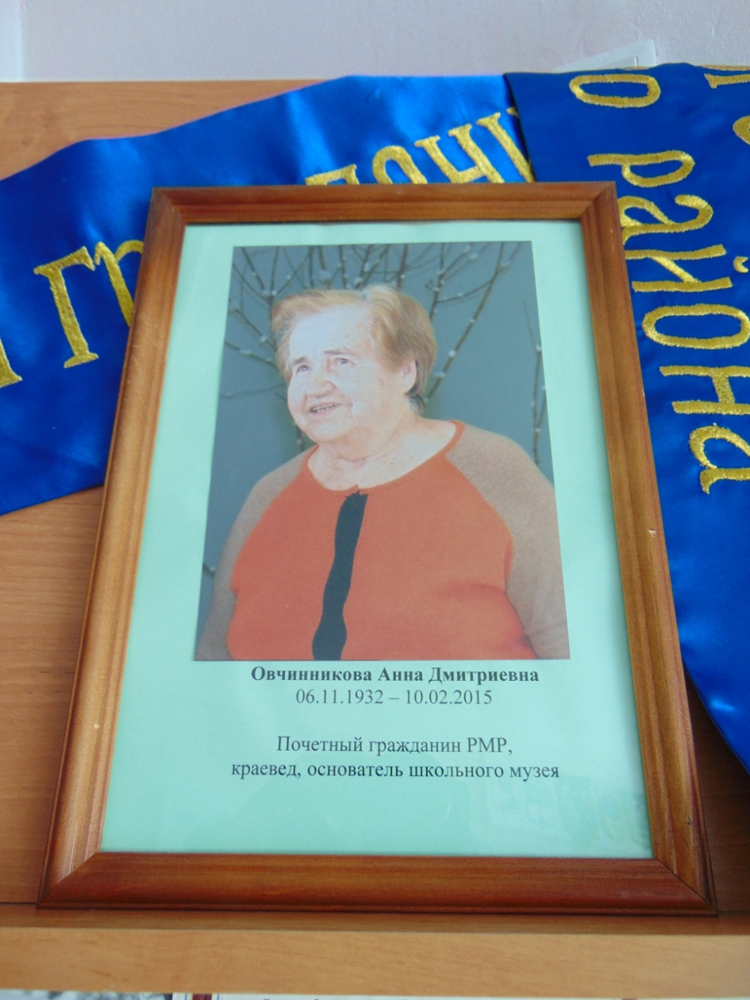 Овчинникова Анна Дмитриевна
06.11.1932 – 10.02.2015
Почетный гражданин РМР,
краевед, основатель школьного музея
района